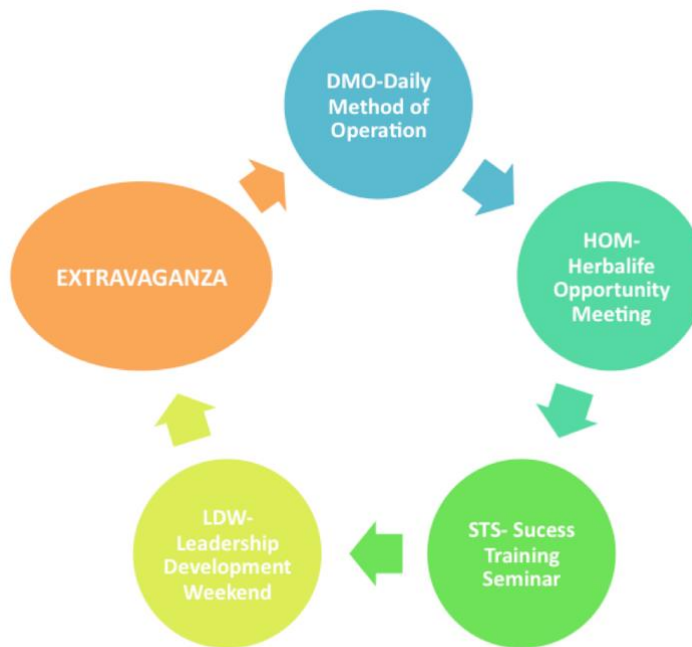 DMO-Daily
Method of
Operation
HOM-
Herbalife
Opportunity
Meeting
STS- Sucess
Training
Seminar
LDW-
Leadership
Development
Weekend
EXTRAVAGANZA